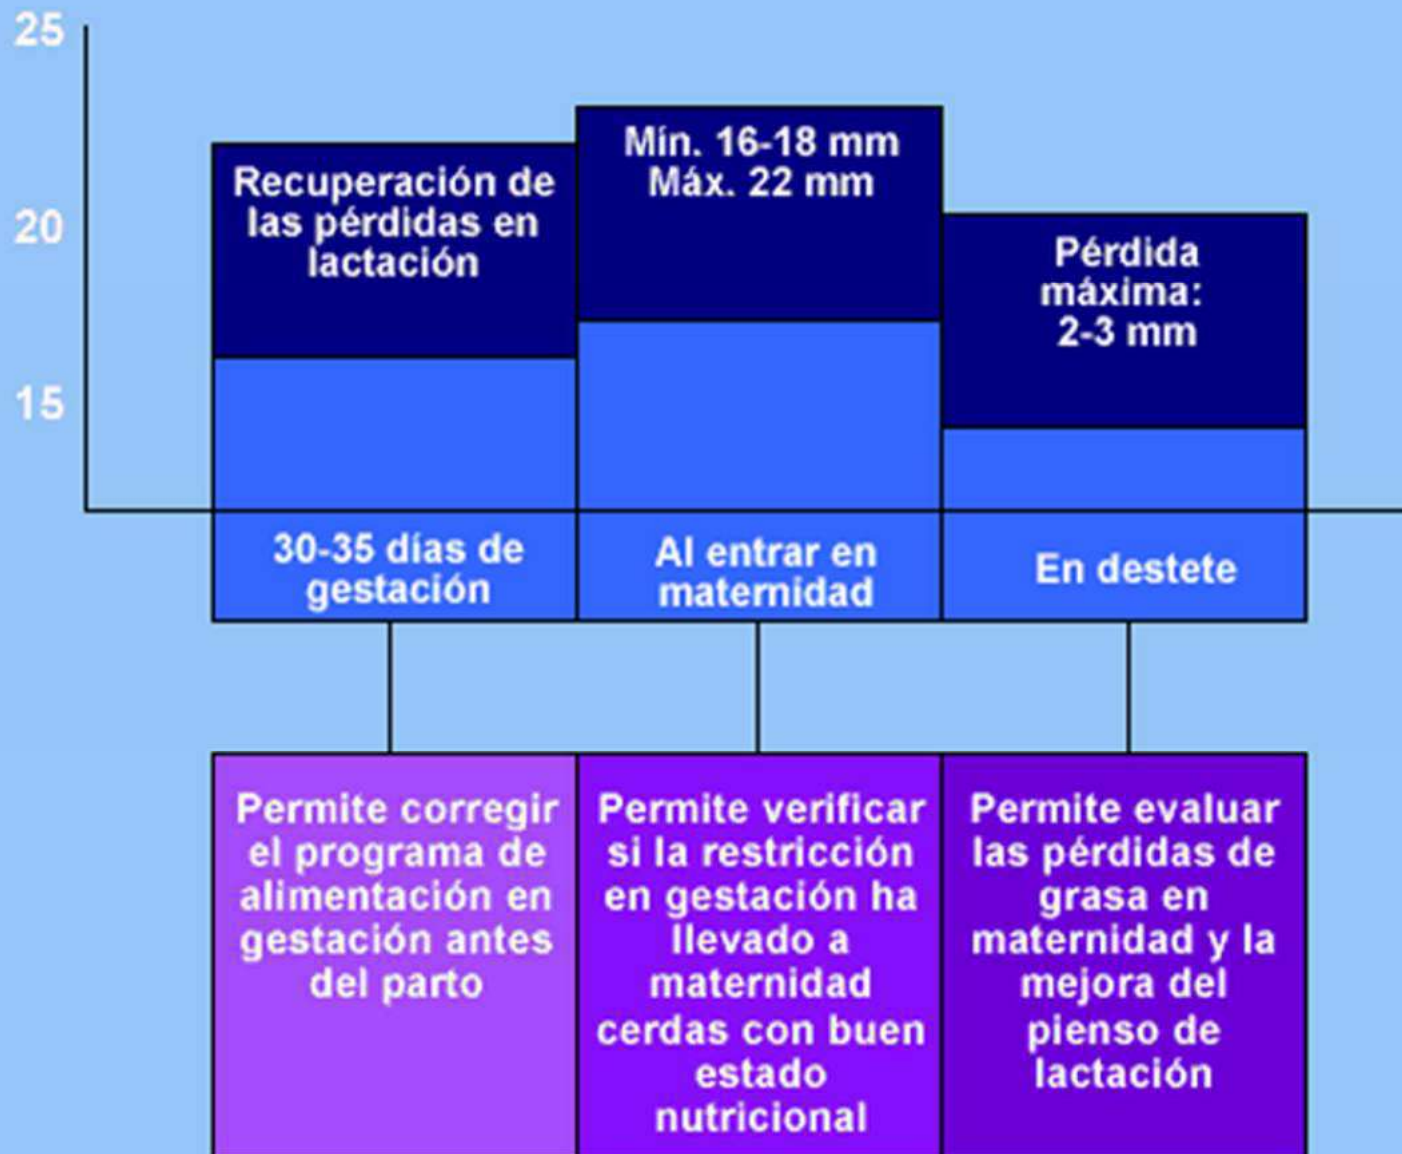 25
20
15
Recuperación de
las pérdidas en
lactación
Mín. 16-18 mm
Máx. 22 mm
Pérdida
máxima:
2-3 mm
30-35 días de
gestación
Al entrar en
maternidad
En destete
Permite corregir
el programa de
alimentación en
gestación antes
del parto
Permite verificar
si la restricción
en gestación ha
llevado a
maternidad
cerdas con buen
estado
nutricional
Permite evaluar
las pérdidas de
grasa en
maternidad y la
mejora del
pienso de
lactación